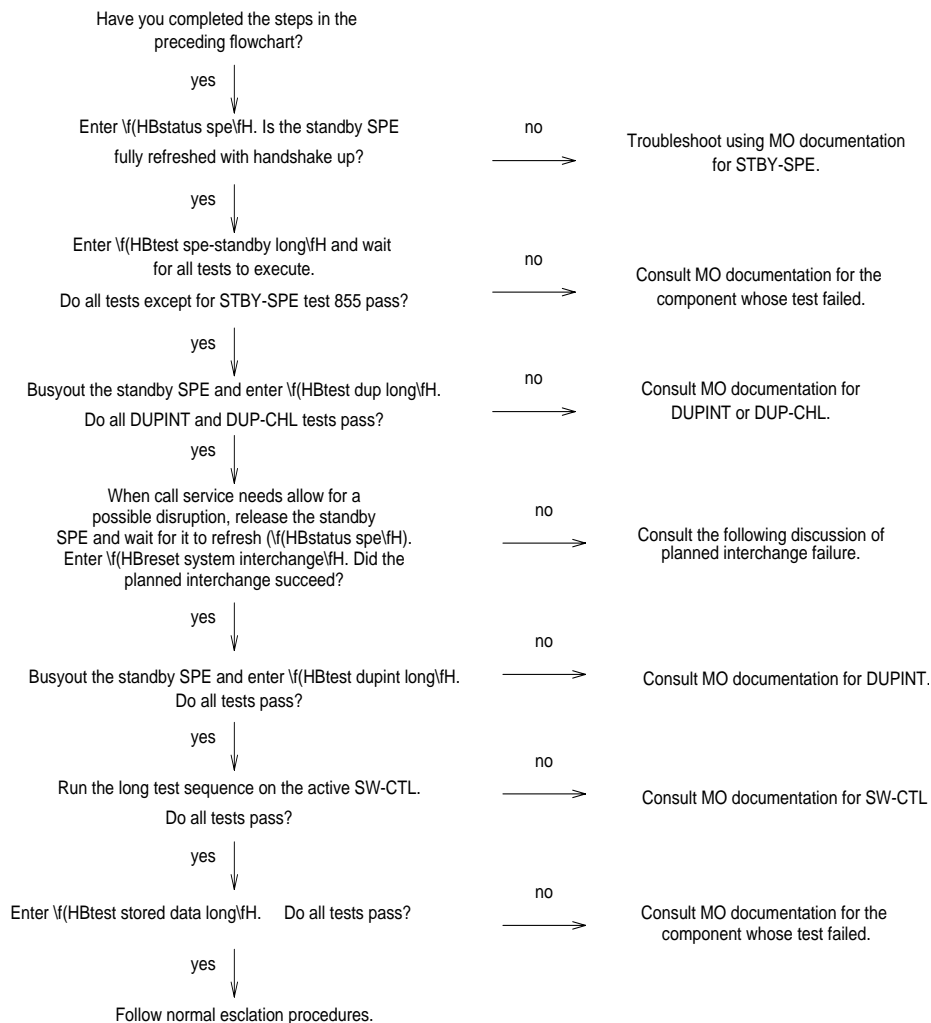 Have you completed the steps in the
preceding flowchart?
yes
Enter \f(HBstatus spe\fH. Is the standby SPE
fully refreshed with handshake up?
no
Troubleshoot using MO documentation
for STBY-SPE.
yes
Enter \f(HBtest spe-standby long\fH and wait
for all tests to execute.
Do all tests except for STBY-SPE test 855 pass?
no
Consult MO documentation for the
component whose test failed.
yes
Busyout the standby SPE and enter \f(HBtest dup long\fH.
Do all DUPINT and DUP-CHL tests pass?
no
Consult MO documentation for
DUPINT or DUP-CHL.
yes
When call service needs allow for a
possible disruption, release the standby
SPE and wait for it to refresh (\f(HBstatus spe\fH).
Enter \f(HBreset system interchange\fH. Did the
planned interchange succeed?
no
Consult the following discussion of
planned interchange failure.
yes
Busyout the standby SPE and enter \f(HBtest dupint long\fH.
Do all tests pass?
no
Consult MO documentation for DUPINT.
yes
Run the long test sequence on the active SW-CTL.
Do all tests pass?
no
Consult MO documentation for SW-CTL
yes
Enter \f(HBtest stored data long\fH. Do all tests pass?
no
Consult MO documentation for the
component whose test failed.
yes
Follow normal esclation procedures.